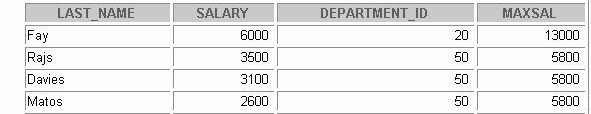 LAST_NAME SALARY DEPARTMENT_ID MAXSAL
Fay 6000 20 13000
Rajs 3500 50 5800
Davies 3100 50 5800
Matos 2600 50 5800